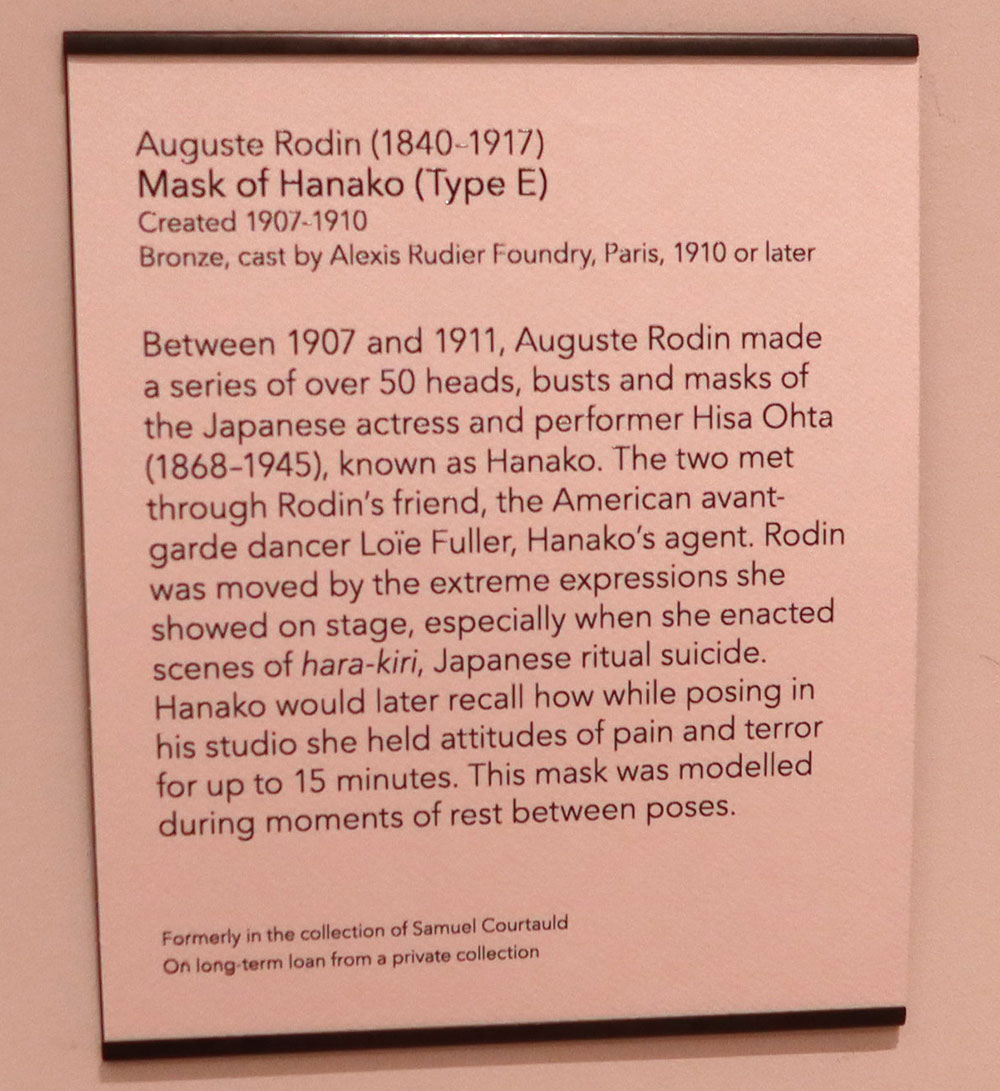 Auguste Rodin (1840-1917)
Mask of Hanako (Type E)
Created 1907-1910
Bronze, cast by Alexis Rudier Foundry, Paris, 1910 or later
Between 1907 and 1911, Auguste Rodin made
a series of over 50 heads, busts and masks of
the Japanese actress and performer Hisa Ohta
(1868–1945), known as Hanako. The two met
through Rodin's friend, the American avant-
garde dancer Loïe Fuller, Hanako's agent. Rodin
was moved by the extreme expressions she
showed on stage, especially when she enacted
scenes of hara-kiri, Japanese ritual suicide.
Hanako would later recall how while posing in
his studio she held attitudes of pain and terror
for up to 15 minutes. This mask was modelled
during moments of rest between poses.
Formerly in the collection of Samuel Courtauld
On long-term loan from a private collection